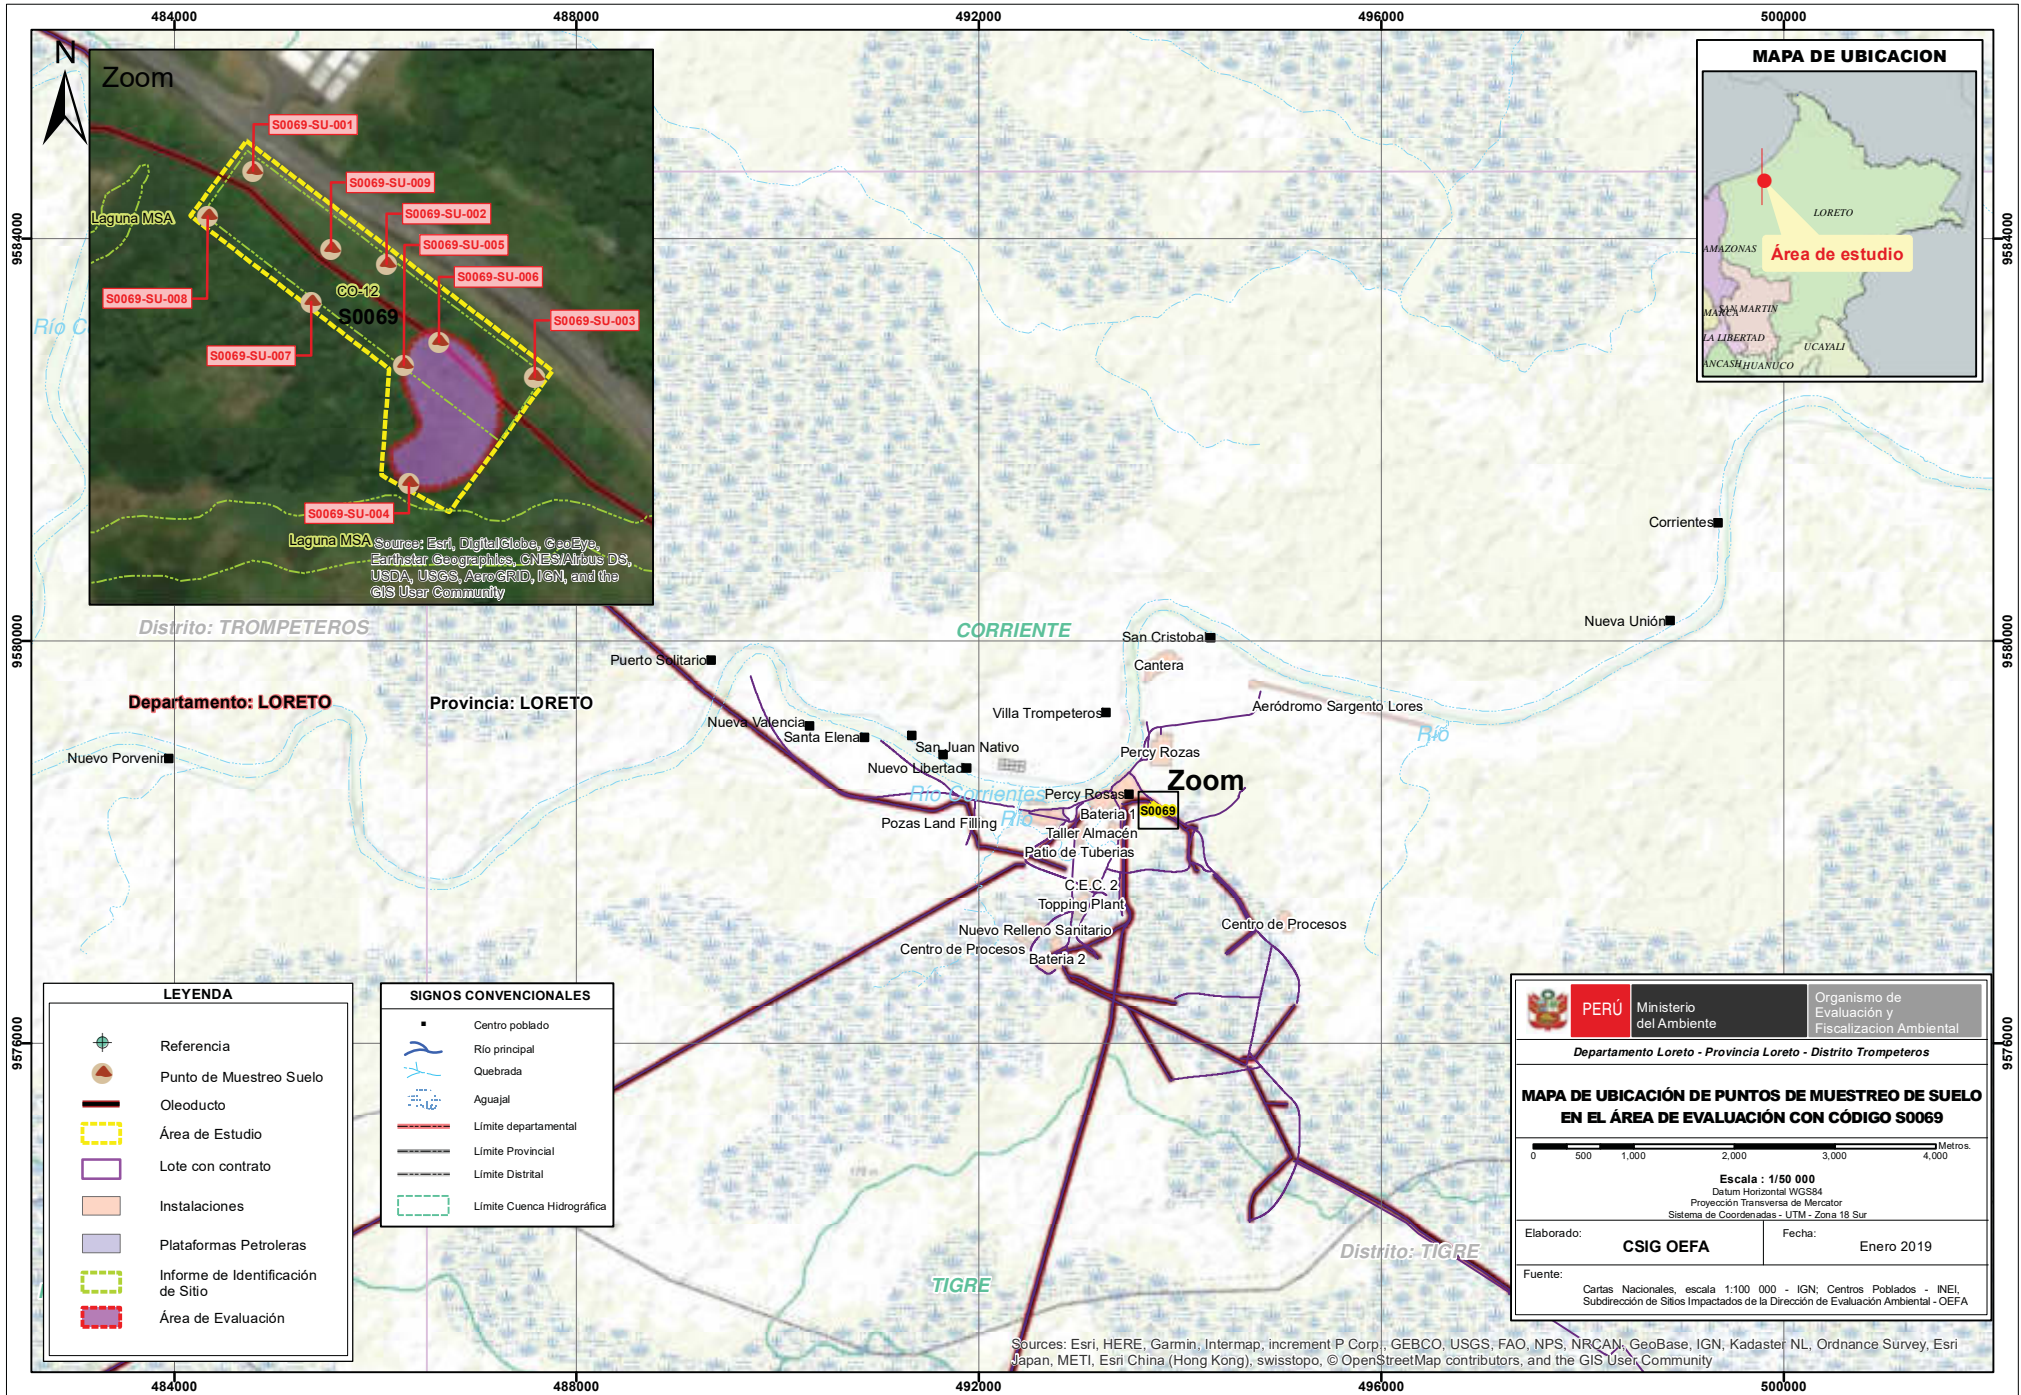 484000
488000
492000
496000
500000
9584000
9580000
9576000
9584000
9580000
9576000
484000
488000
492000
496000
500000
N
Zoom
S0069-SU-001
S0069-SU-009
S0069-SU-002
S0069-SU-005
S0069-SU-006
S0069-SU-003
S0069-SU-008
S0069-SU-007
S0069-SU-004
Laguna MSA
CO-12
S0069
Laguna MSA
Source: Esri, DigitalGlobe, GeoEye,
Earthstar Geographics, CNES/Airbus DS,
USDA, USGS, AeroGRID, IGN, and the
GIS User Community
Río C
MAPA DE UBICACION
LORETO
AMAZONAS
Área de estudio
SAN MARTIN
LA LIBERTAD
UCAYALI
ANCASH
HUANUCO
Distrito: TROMPETEROS
Departamento: LORETO
Provincia: LORETO
CORRIENTE
Corrientes
Nueva Unión
San Cristobal
Cantera
Puerto Solitario
Villa Trompeteros
Aeródromo Sargento Lores
Río
Nueva Valencia
Santa Elena
San Juan Nativo
Nuevo Libertad
Nuevo Porvenir
Percy Rozas
Zoom
Río Corrientes
Percy Rosas
S0069
Río
Bateria 1
Pozas Land Filling
Taller Almacén
Patio de Tuberias
C.E.C. 2
Topping Plant
Nuevo Relleno Sanitario
Centro de Procesos
Centro de Procesos
Bateria 2
Distrito: TIGRE
TIGRE
LEYENDA
Referencia
Punto de Muestreo Suelo
Oleoducto
Área de Estudio
Lote con contrato
Instalaciones
Plataformas Petroleras
Informe de Identificación
de Sitio
Área de Evaluación
SIGNOS CONVENCIONALES
Centro poblado
Río principal
Quebrada
Aguajal
Límite departamental
Límite Provincial
Límite Distrital
Límite Cuenca Hidrográfica
PERÚ
Ministerio
del Ambiente
Organismo de
Evaluación y
Fiscalizacion Ambiental
Departamento Loreto - Provincia Loreto - Distrito Trompeteros
MAPA DE UBICACIÓN DE PUNTOS DE MUESTREO DE SUELO
EN EL ÁREA DE EVALUACIÓN CON CÓDIGO S0069
0 500 1,000 2,000 3,000 4,000 Metros.
Escala : 1/50 000
Datum Horizontal WGS84
Proyección Transversa de Mercator
Sistema de Coordenadas - UTM - Zona 18 Sur
Elaborado:
CSIG OEFA
Fecha:
Enero 2019
Fuente:
Cartas Nacionales, escala 1:100 000 - IGN; Centros Poblados - INEI,
Subdirección de Sitios Impactados de la Dirección de Evaluación Ambiental - OEFA
Sources: Esri, HERE, Garmin, Intermap, increment P Corp., GEBCO, USGS, FAO, NPS, NRCAN, GeoBase, IGN, Kadaster NL, Ordnance Survey, Esri
Japan, METI, Esri China (Hong Kong), swisstopo, © OpenStreetMap contributors, and the GIS User Community